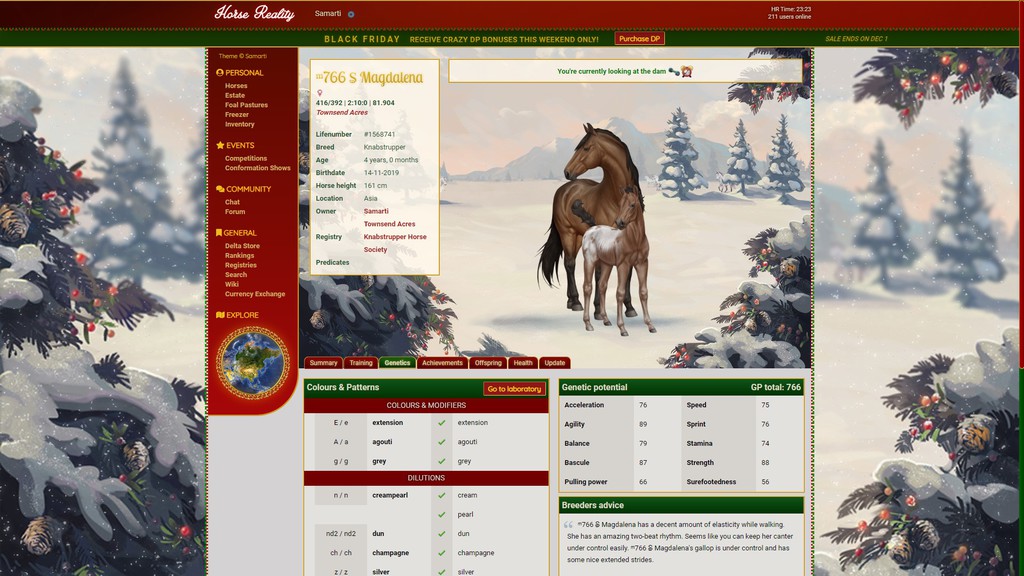 Horse Reality
Samarti
HR Time: 23:23
211 users online
BLACK FRIDAY RECEIVE CRAZY DP BONUSES THIS WEEKEND ONLY! Purchase DP SALE ENDS ON DEC 1
Theme © Samarti
PERSONAL
Horses
Estate
Foal Pastures
Freezer
Inventory
EVENTS
Competitions
Conformation Shows
COMMUNITY
Chat
Forum
GENERAL
Delta Store
Rankings
Registries
Search
Wiki
Currency Exchange
EXPLORE
766 S Magdalena
416/392 | 2:10:0 | 81.904
Townsend Acres
Lifenumber #1568741
Breed Knabstrupper
Age 4 years, 0 months
Birthdate 14-11-2019
Horse height 161 cm
Location Asia
Owner Samarti
Townsend Acres
Registry Knabstrupper Horse
Society
Predicates
You're currently looking at the dam
Summary Training Genetics Achievements Offspring Health Update
Colours & Patterns Go to laboratory
COLOURS & MODIFIERS
E / e extension ✓ extension
A / a agouti ✓ agouti
g / g grey ✓ grey
DILUTIONS
n / n creampearl ✓ cream
✓ pearl
nd2 / nd2 dun ✓ dun
ch / ch champagne ✓ champagne
z / z silver ✓ silver
Genetic potential GP total: 766
Acceleration 76 Speed 75
Agility 89 Sprint 76
Balance 79 Stamina 74
Bascule 87 Strength 88
Pulling power 66 Surefootedness 56
Breeders advice
766 Magdalena has a decent amount of elasticity while walking.
She has an amazing two-beat rhythm. Seems like you can keep her canter
under control easily. 766 Magdalena's gallop is under control and has
some nice extended strides.